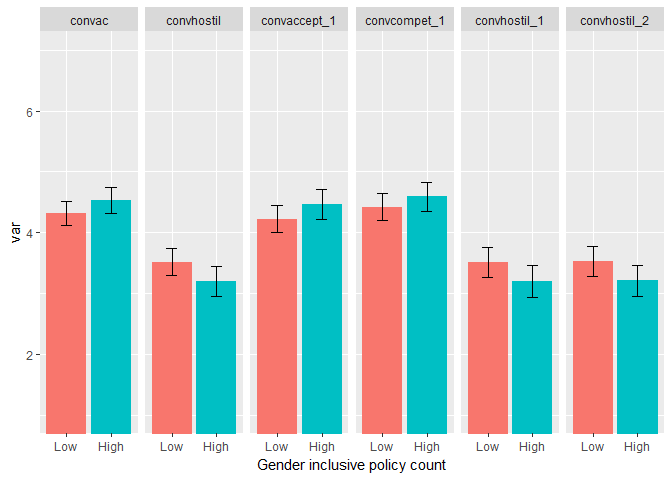 convac convhostil convaccept_1 convcompet_1 convhostil_1 convhostil_2
6
4
2
var
Low High Low High Low High Low High Low High Low High
Gender inclusive policy count